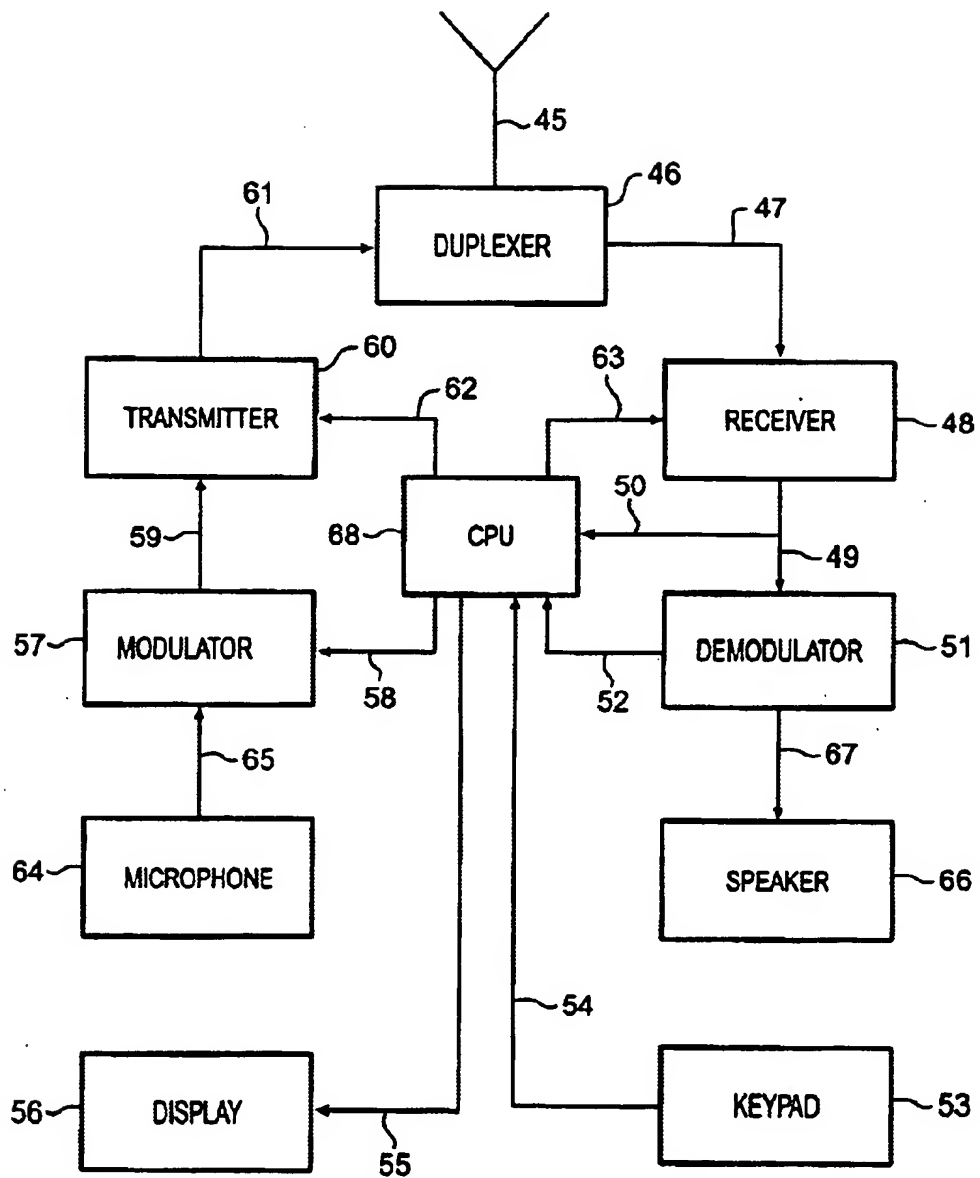 45
46
47
61
DUPLEXER
60
62
63
TRANSMITTER
RECEIVER
48
50
68
CPU
59
49
57
MODULATOR
58
52
DEMODULATOR
51
65
67
64
MICROPHONE
SPEAKER
66
54
56
DISPLAY
55
KEYPAD
53